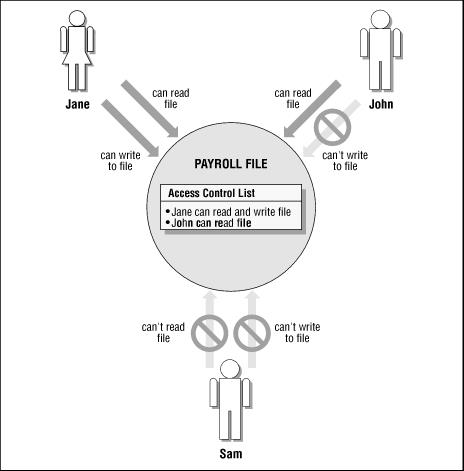 Jane
John
can read
file
can read
file
can write
to file
can't write
to file
PAYROLL FILE
Access Control List
• Jane can read and write file
• John can read file
can't read
file
can't write
to file
Sam